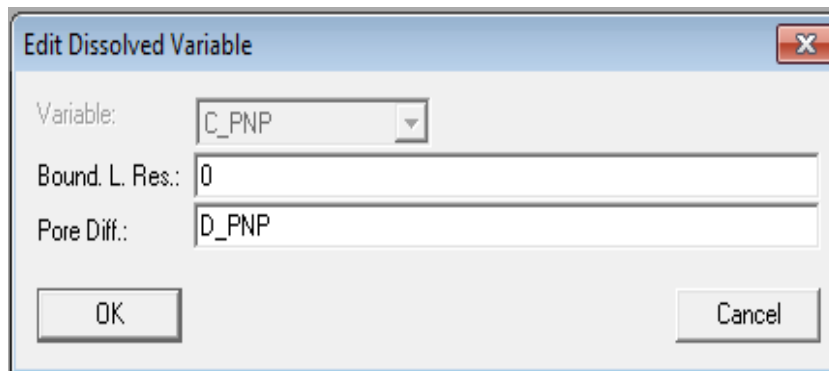 Edit Dissolved Variable
Variable: C_PNP
Bound. L. Res.: 0
Pore Diff.: D_PNP
OK Cancel